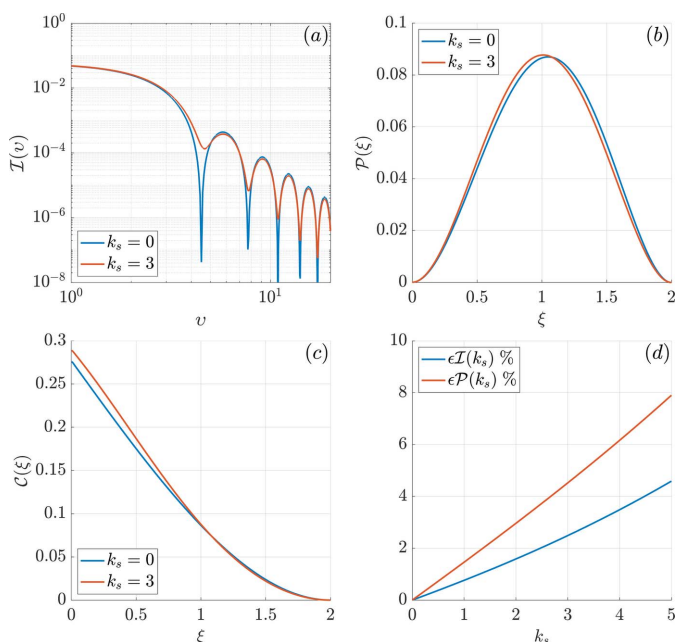 (a)
10^0
10^-2
10^-4
10^-6
10^-8
I(υ)
k_s = 0
k_s = 3
10^0
10^1
υ
(b)
0.1
0.08
0.06
0.04
0.02
0
P(ξ)
k_s = 0
k_s = 3
0
0.5
1
1.5
2
ξ
(c)
0.3
0.25
0.2
0.15
0.1
0.05
0
C(ξ)
k_s = 0
k_s = 3
0
0.5
1
1.5
2
ξ
(d)
10
8
6
4
2
0
ϵI(k_s) %
ϵP(k_s) %
0
1
2
3
4
5
k_s